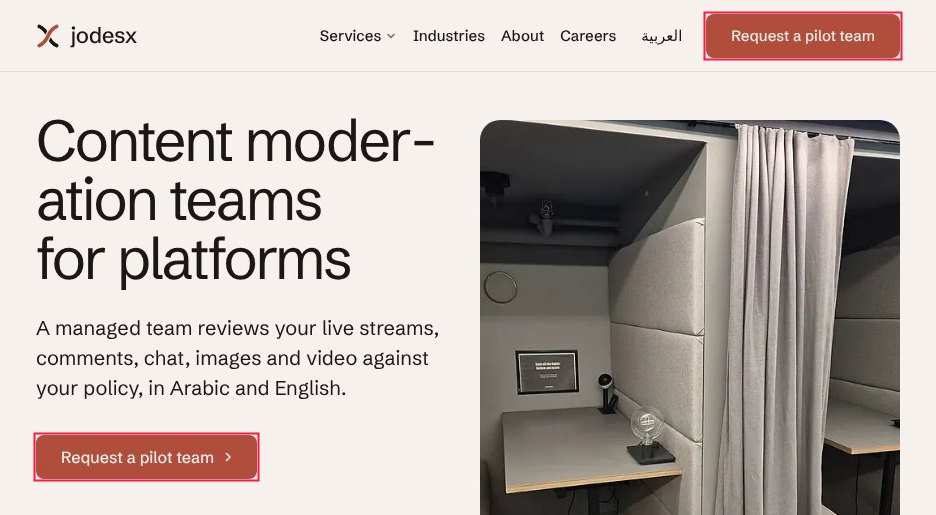 jodesx
Services
Industries
About
Careers
العربية
Request a pilot team
Content moder-
ation teams
for platforms
A managed team reviews your live streams,
comments, chat, images and video against
your policy, in Arabic and English.
Request a pilot team